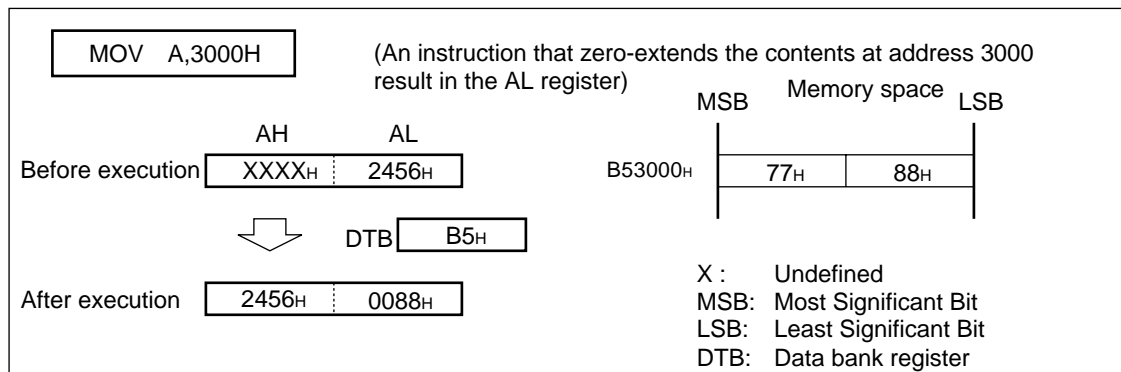 MOV A,3000H
(An instruction that zero-extends the contents at address 3000
result in the AL register)
MSB Memory space LSB
AH AL
Before execution XXXXH 2456H
B53000H 77H 88H
DTB B5H
After execution 2456H 0088H
X : Undefined
MSB: Most Significant Bit
LSB: Least Significant Bit
DTB: Data bank register